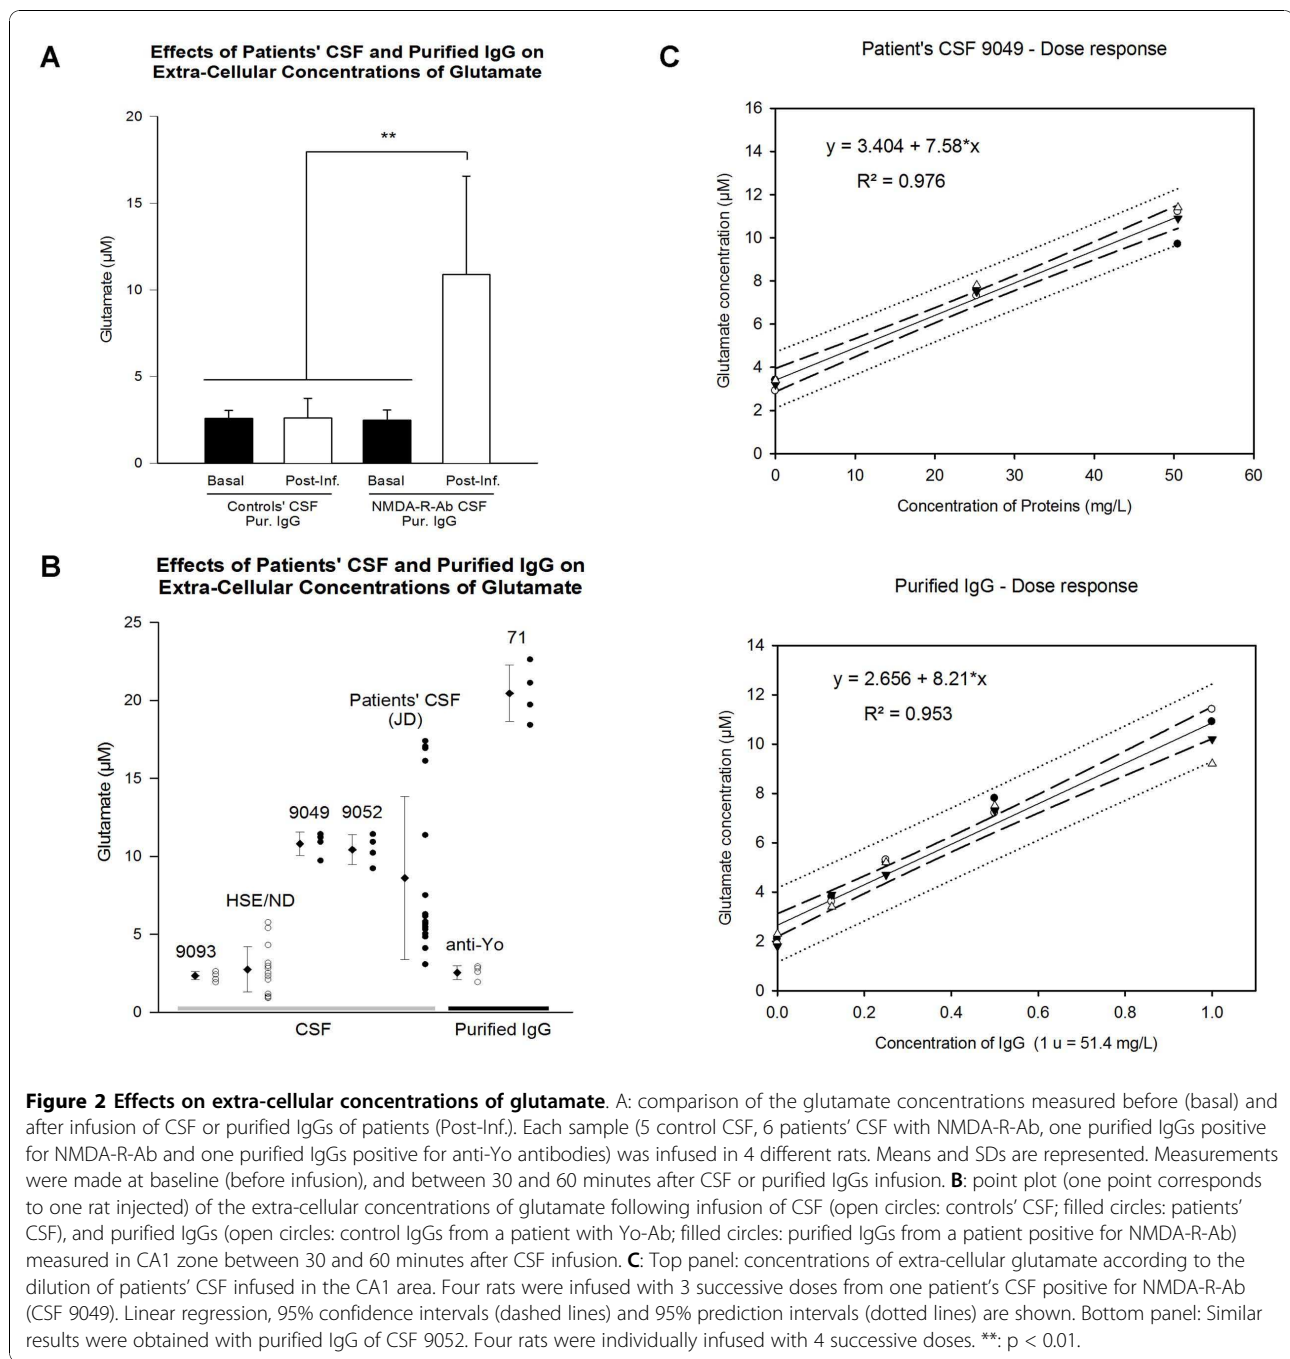 A
Effects of Patients' CSF and Purified IgG on
Extra-Cellular Concentrations of Glutamate
20
15
10
5
0
Glutamate (µM)
**
Basal
Post-Inf.
Basal
Post-Inf.
Controls' CSF
Pur. IgG
NMDA-R-Ab CSF
Pur. IgG
B
Effects of Patients' CSF and Purified IgG on
Extra-Cellular Concentrations of Glutamate
25
20
15
10
5
0
Glutamate (µM)
9093
HSE/ND
9049
9052
Patients' CSF
(JD)
anti-Yo
71
CSF
Purified IgG
C
Patient's CSF 9049 - Dose response
16
14
12
10
8
6
4
2
0
Glutamate concentration (µM)
y = 3.404 + 7.58*x
R² = 0.976
0 10 20 30 40 50 60
Concentration of Proteins (mg/L)
Purified IgG - Dose response
14
12
10
8
6
4
2
0
Glutamate concentration (µM)
y = 2.656 + 8.21*x
R² = 0.953
0.0 0.2 0.4 0.6 0.8 1.0
Concentration of IgG (1 u = 51.4 mg/L)
Figure 2 Effects on extra-cellular concentrations of glutamate. A: comparison of the glutamate concentrations measured before (basal) and
after infusion of CSF or purified IgGs of patients (Post-Inf.). Each sample (5 control CSF, 6 patients' CSF with NMDA-R-Ab, one purified IgGs positive
for NMDA-R-Ab and one purified IgGs positive for anti-Yo antibodies) was infused in 4 different rats. Means and SDs are represented. Measurements
were made at baseline (before infusion), and between 30 and 60 minutes after CSF or purified IgGs infusion. B: point plot (one point corresponds
to one rat injected) of the extra-cellular concentrations of glutamate following infusion of CSF (open circles: controls' CSF; filled circles: patients'
CSF), and purified IgGs (open circles: control IgGs from a patient with Yo-Ab; filled circles: purified IgGs from a patient positive for NMDA-R-Ab)
measured in CA1 zone between 30 and 60 minutes after CSF infusion. C: Top panel: concentrations of extra-cellular glutamate according to the
dilution of patients' CSF infused in the CA1 area. Four rats were infused with 3 successive doses from one patient's CSF positive for NMDA-R-Ab
(CSF 9049). Linear regression, 95% confidence intervals (dashed lines) and 95% prediction intervals (dotted lines) are shown. Bottom panel: Similar
results were obtained with purified IgG of CSF 9052. Four rats were individually infused with 4 successive doses. **: p < 0.01.